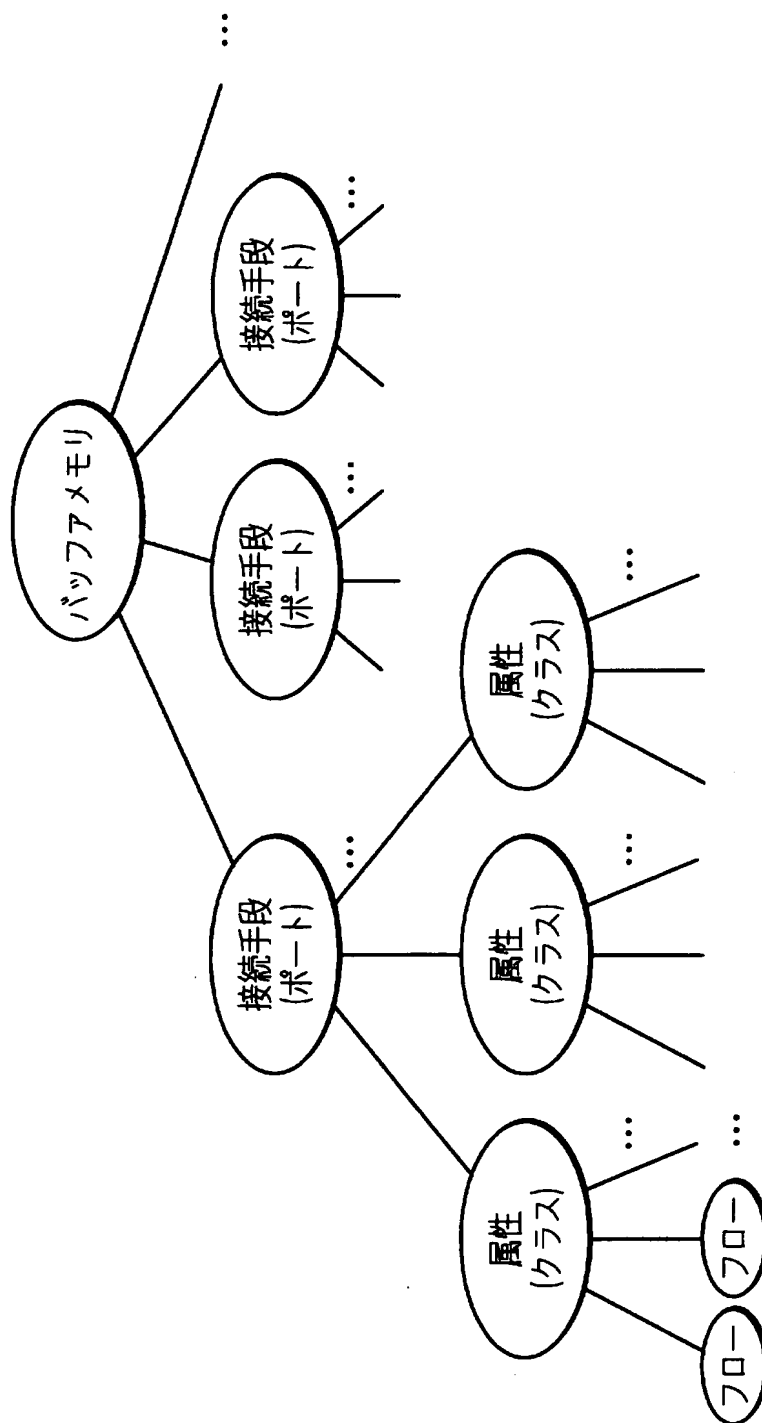 バッファメモリ
…
接続手段
(ポート)
…
接続手段
(ポート)
…
接続手段
(ポート)
…
属性
(クラス)
…
属性
(クラス)
…
属性
(クラス)
…
フロー
フロー
…